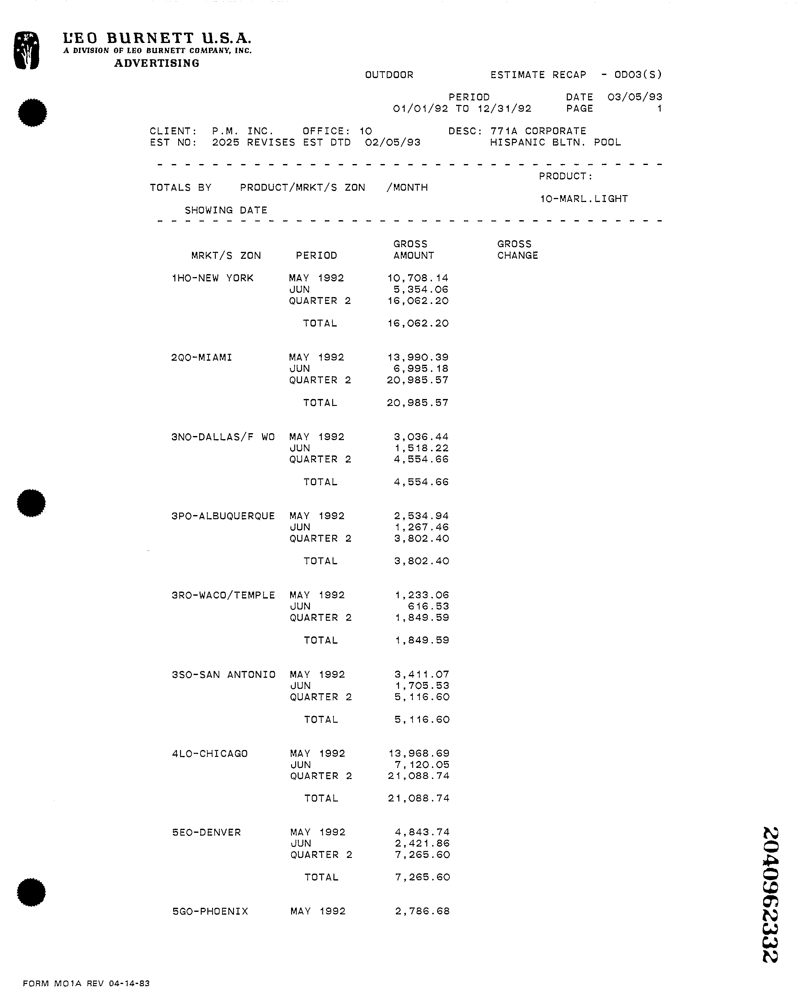 LEO BURNETT U.S.A.
A DIVISION OF LEO BURNETT COMPANY, INC.
ADVERTISING
OUTDOOR ESTIMATE RECAP - OD03(S)
PERIOD DATE 03/05/93
01/01/92 TO 12/31/92 PAGE 1
CLIENT: P.M. INC. OFFICE: 10 DESC: 771A CORPORATE
EST NO: 2025 REVISES EST DTD 02/05/93 HISPANIC BLTN. POOL
- - - - - - - - - - - - - - - - - - - - - - - - - - - - - - - - - - - - -
PRODUCT:
TOTALS BY PRODUCT/MRKT/S ZON /MONTH
10-MARL.LIGHT
SHOWING DATE
- - - - - - - - - - - - - - - - - - - - - - - - - - - - - - - - - - - - -
GROSS GROSS
MRKT/S ZON PERIOD AMOUNT CHANGE
1HO-NEW YORK MAY 1992 10,708.14
JUN 5,354.06
QUARTER 2 16,062.20
TOTAL 16,062.20
2QO-MIAMI MAY 1992 13,990.39
JUN 6,995.18
QUARTER 2 20,985.57
TOTAL 20,985.57
3NO-DALLAS/F WO MAY 1992 3,036.44
JUN 1,518.22
QUARTER 2 4,554.66
TOTAL 4,554.66
3PO-ALBUQUERQUE MAY 1992 2,534.94
JUN 1,267.46
QUARTER 2 3,802.40
TOTAL 3,802.40
3RO-WACO/TEMPLE MAY 1992 1,233.06
JUN 616.53
QUARTER 2 1,849.59
TOTAL 1,849.59
3SO-SAN ANTONIO MAY 1992 3,411.07
JUN 1,705.53
QUARTER 2 5,116.60
TOTAL 5,116.60
4LO-CHICAGO MAY 1992 13,968.69
JUN 7,120.05
QUARTER 2 21,088.74
TOTAL 21,088.74
5EO-DENVER MAY 1992 4,843.74
JUN 2,421.86
QUARTER 2 7,265.60
TOTAL 7,265.60
5GO-PHOENIX MAY 1992 2,786.68
2040962332
FORM MO1A REV 04-14-83